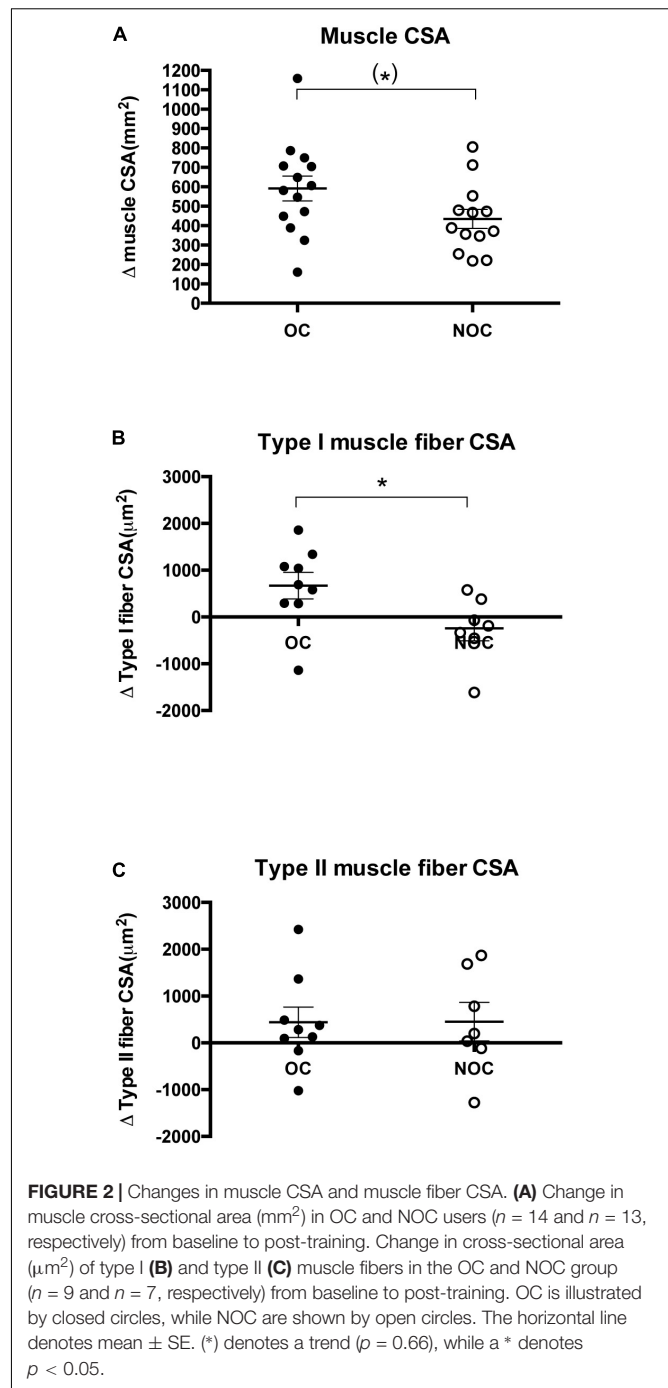 A
Muscle CSA
(*)
1200
1100
1000
900
800
700
600
500
400
300
200
100
0
Δ muscle CSA(mm²)
OC NOC
B
Type I muscle fiber CSA
*
3000
2000
1000
0
-1000
-2000
Δ Type I fiber CSA(μm²)
OC NOC
C
Type II muscle fiber CSA
3000
2000
1000
0
-1000
-2000
Δ Type II fiber CSA(μm²)
OC NOC
FIGURE 2 | Changes in muscle CSA and muscle fiber CSA. (A) Change in
muscle cross-sectional area (mm²) in OC and NOC users (n = 14 and n = 13,
respectively) from baseline to post-training. Change in cross-sectional area
(μm²) of type I (B) and type II (C) muscle fibers in the OC and NOC group
(n = 9 and n = 7, respectively) from baseline to post-training. OC is illustrated
by closed circles, while NOC are shown by open circles. The horizontal line
denotes mean ± SE. (*) denotes a trend (p = 0.66), while a * denotes
p < 0.05.